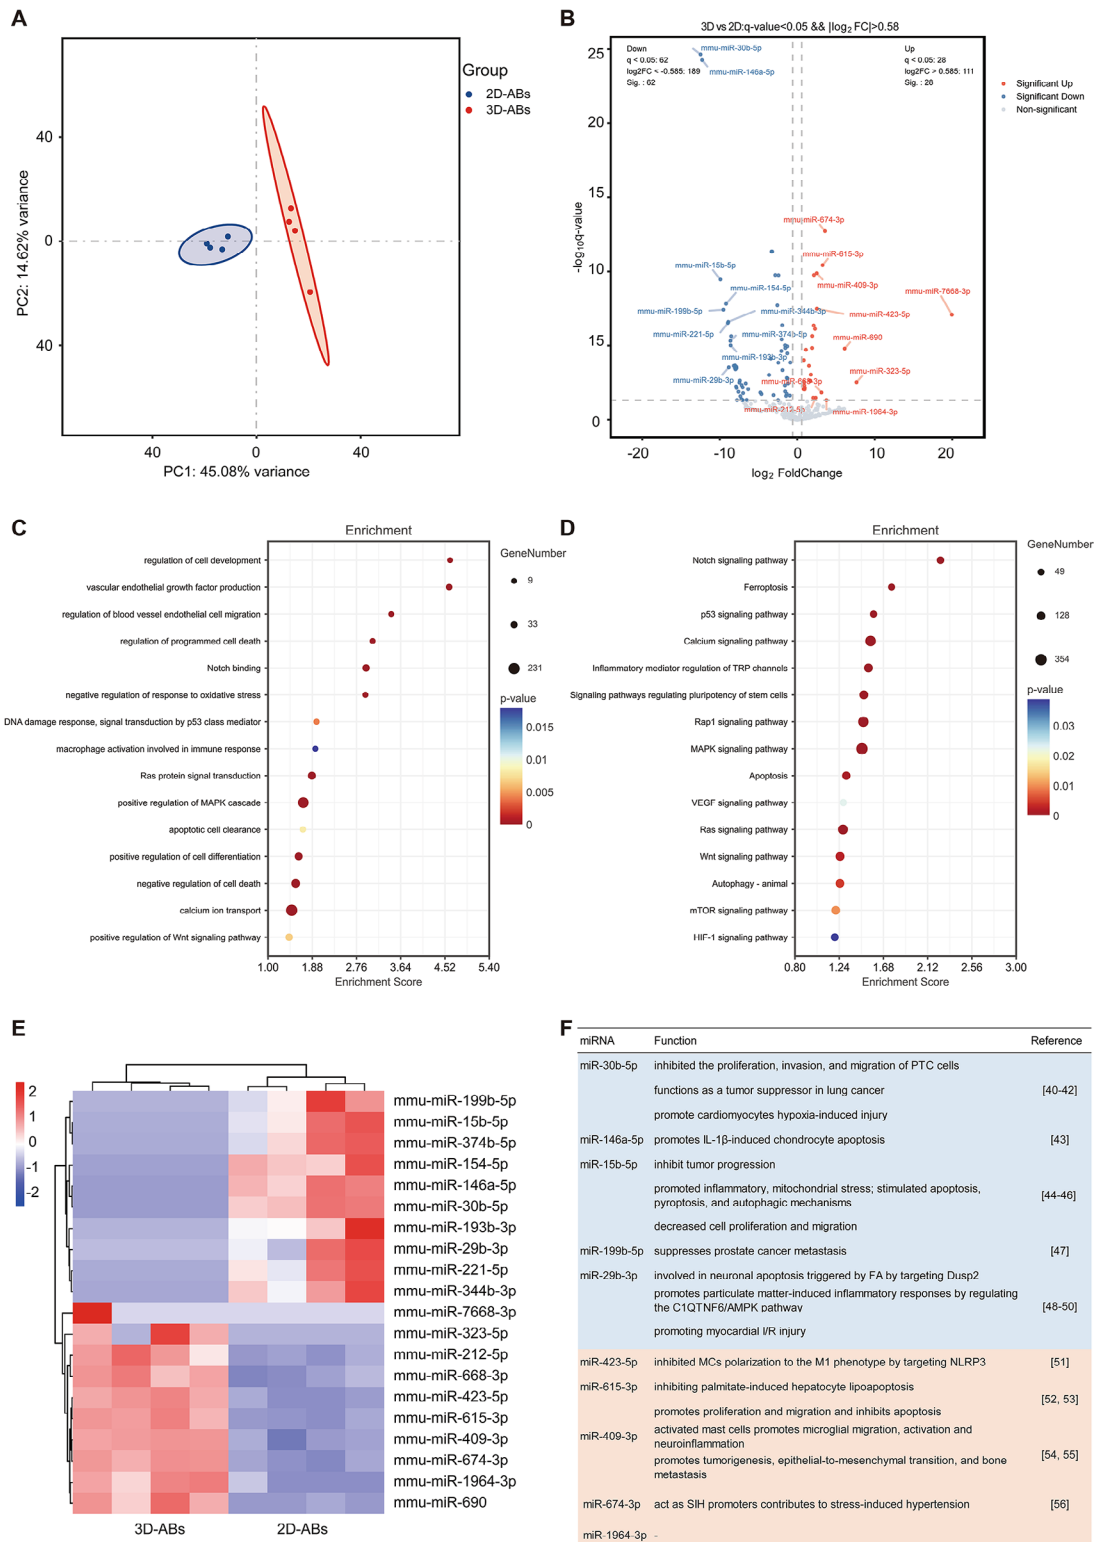 A
Group
2D-ABs
3D-ABs
40
0
40
PC2: 14.62% variance
40
0
40
PC1: 45.08% variance
B
3D vs 2D:q-value<0.05 && |log2 FC|>0.58
Down
q < 0.05: 62
log2FC < -0.585: 189
Sig. : 62
Up
q < 0.05: 28
log2FC > 0.585: 111
Sig. : 28
Significant Up
Significant Down
Non-significant
mmu-miR-30b-5p
mmu-miR-146a-5p
mmu-miR-674-3p
mmu-miR-615-3p
mmu-miR-15b-5p
mmu-miR-409-3p
mmu-miR-154-5p
mmu-miR-7668-3p
mmu-miR-199b-5p
mmu-miR-344b-3p
mmu-miR-423-5p
mmu-miR-221-5p
mmu-miR-374b-5p
mmu-miR-690
mmu-miR-193b-3p
mmu-miR-323-5p
mmu-miR-29b-3p
mmu-miR-668-3p
mmu-miR-212-5p
mmu-miR-1964-3p
25
20
15
10
15
0
-log10q-value
-20
-10
0
10
20
log2 FoldChange
C
Enrichment
regulation of cell development
vascular endothelial growth factor production
regulation of blood vessel endothelial cell migration
regulation of programmed cell death
Notch binding
negative regulation of response to oxidative stress
DNA damage response, signal transduction by p53 class mediator
macrophage activation involved in immune response
Ras protein signal transduction
positive regulation of MAPK cascade
apoptotic cell clearance
positive regulation of cell differentiation
negative regulation of cell death
calcium ion transport
positive regulation of Wnt signaling pathway
1.00
1.88
2.76
3.64
4.52
5.40
Enrichment Score
GeneNumber
9
33
231
p-value
0.015
0.01
0.005
0
D
Enrichment
Notch signaling pathway
Ferroptosis
p53 signaling pathway
Calcium signaling pathway
Inflammatory mediator regulation of TRP channels
Signaling pathways regulating pluripotency of stem cells
Rap1 signaling pathway
MAPK signaling pathway
Apoptosis
VEGF signaling pathway
Ras signaling pathway
Wnt signaling pathway
Autophagy - animal
mTOR signaling pathway
HIF-1 signaling pathway
0.80
1.24
1.68
2.12
2.56
3.00
Enrichment Score
GeneNumber
49
128
354
p-value
0.03
0.02
0.01
0
E
2
1
0
-1
-2
mmu-miR-199b-5p
mmu-miR-15b-5p
mmu-miR-374b-5p
mmu-miR-154-5p
mmu-miR-146a-5p
mmu-miR-30b-5p
mmu-miR-193b-3p
mmu-miR-29b-3p
mmu-miR-221-5p
mmu-miR-344b-3p
mmu-miR-7668-3p
mmu-miR-323-5p
mmu-miR-212-5p
mmu-miR-668-3p
mmu-miR-423-5p
mmu-miR-615-3p
mmu-miR-409-3p
mmu-miR-674-3p
mmu-miR-1964-3p
mmu-miR-690
3D-ABs
2D-ABs
F
miRNA Function Reference
miR-30b-5p inhibited the proliferation, invasion, and migration of PTC cells
functions as a tumor suppressor in lung cancer [40-42]
promote cardiomyocytes hypoxia-induced injury
miR-146a-5p promotes IL-1β-induced chondrocyte apoptosis [43]
miR-15b-5p inhibit tumor progression
promoted inflammatory, mitochondrial stress; stimulated apoptosis,
pyroptosis, and autophagic mechanisms [44-46]
decreased cell proliferation and migration
miR-199b-5p suppresses prostate cancer metastasis [47]
miR-29b-3p involved in neuronal apoptosis triggered by FA by targeting Dusp2
promotes particulate matter-induced inflammatory responses by regulating
the C1QTNF6/AMPK pathway [48-50]
promoting myocardial I/R injury
miR-423-5p inhibited MCs polarization to the M1 phenotype by targeting NLRP3 [51]
miR-615-3p inhibiting palmitate-induced hepatocyte lipoapoptosis
[52, 53]
promotes proliferation and migration and inhibits apoptosis
miR-409-3p activated mast cells promotes microglial migration, activation and
neuroinflammation
[54, 55]
promotes tumorigenesis, epithelial-to-mesenchymal transition, and bone
metastasis
miR-674-3p act as SIH promoters contributes to stress-induced hypertension [56]
miR-1964-3p -